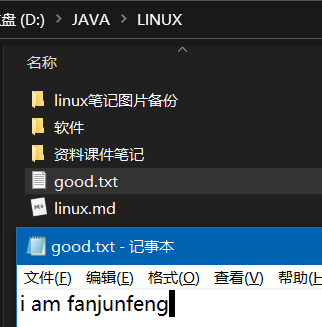 盘 (D:) › JAVA › LINUX
名称
linux笔记图片备份
软件
资料课件笔记
good.txt
linux.md
good.txt - 记事本
文件(F) 编辑(E) 格式(O) 查看(V) 帮助(
i am fanjunfeng